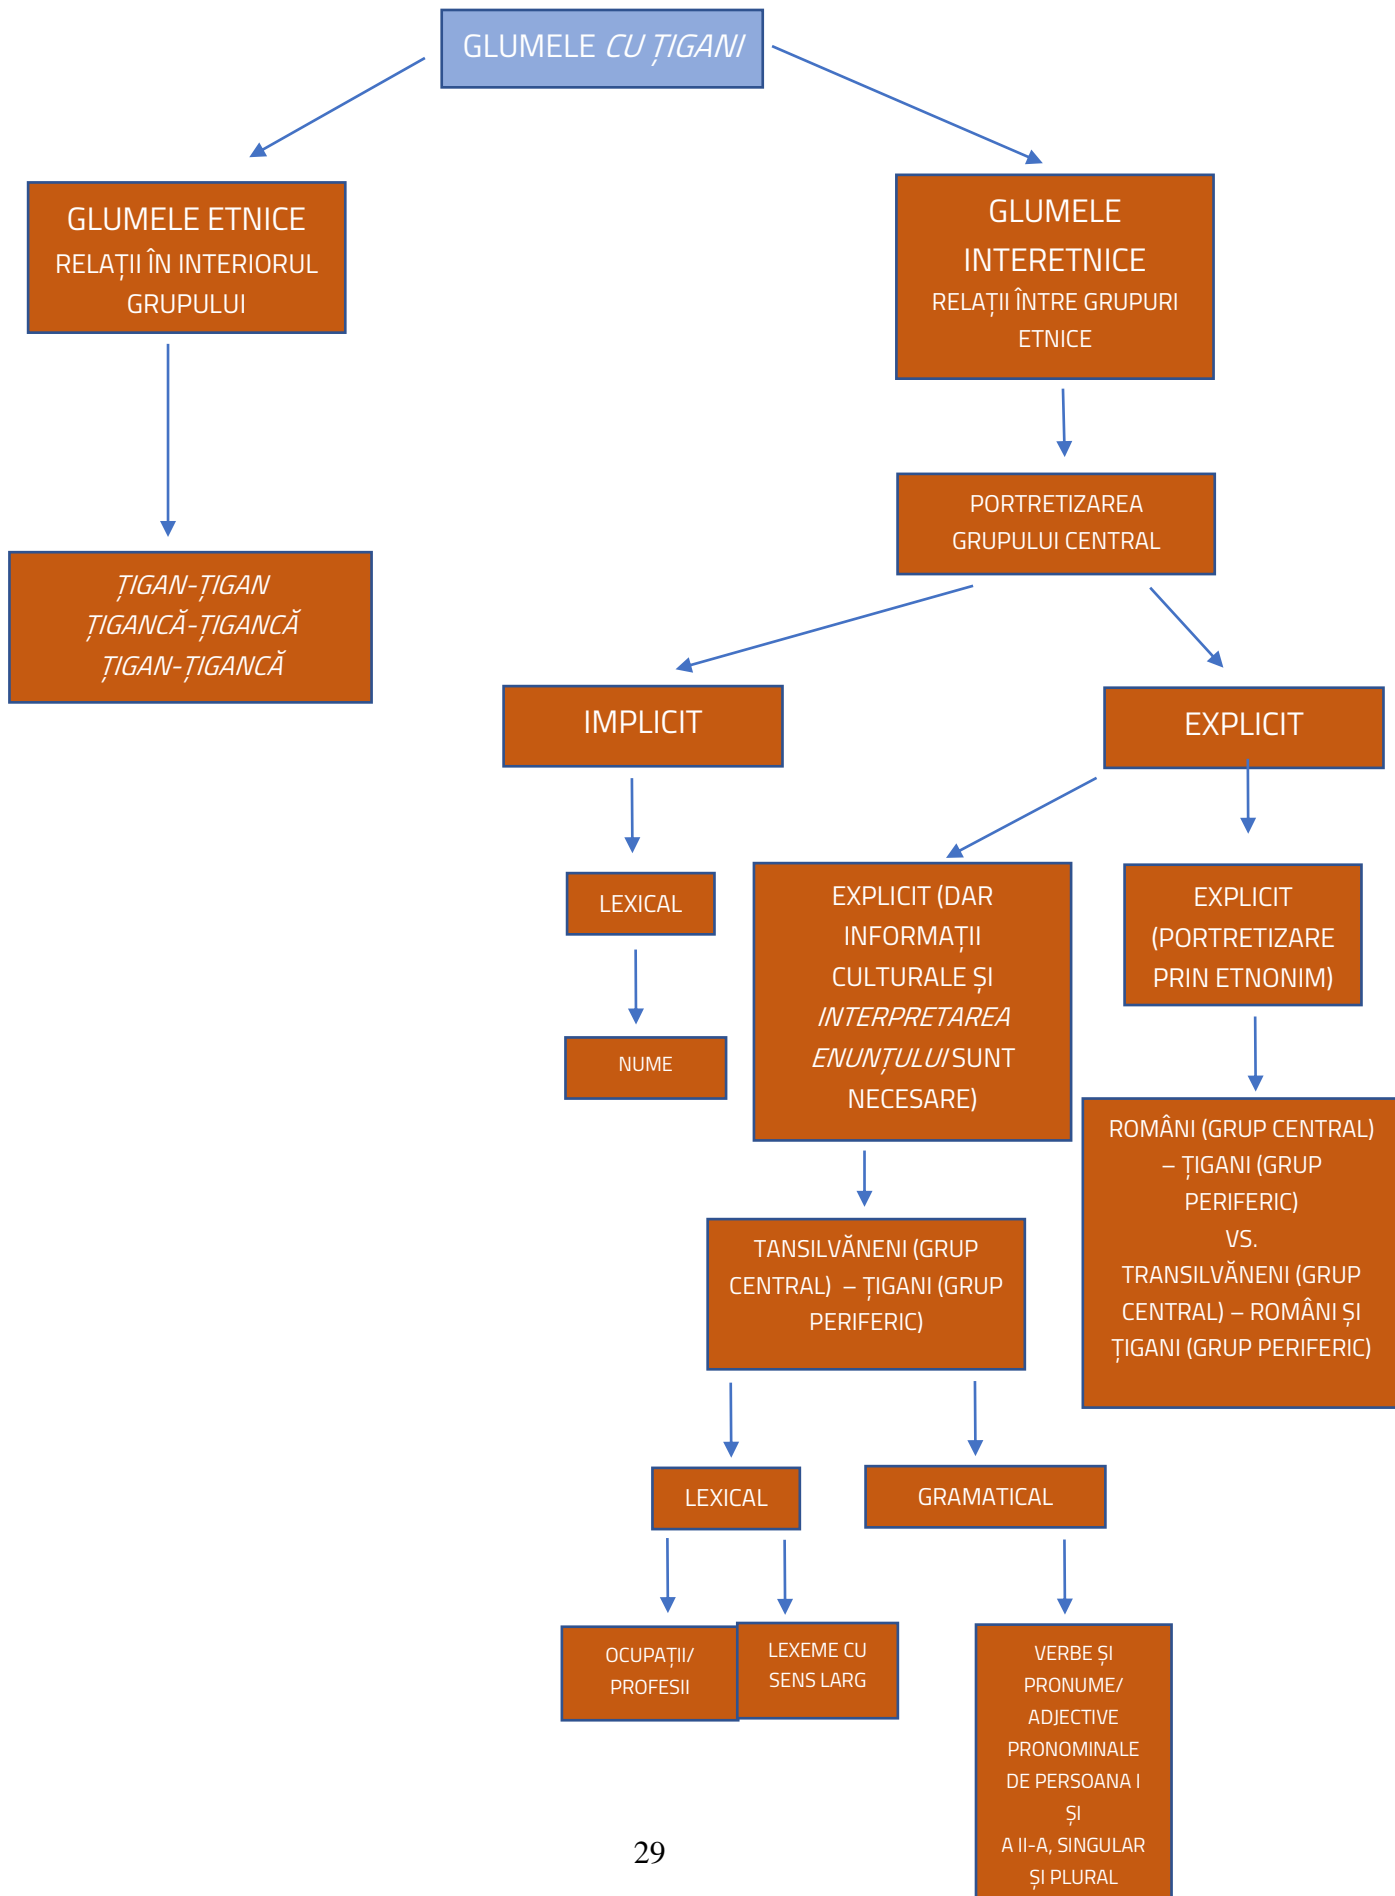 GLUMELE CU ȚIGANI
GLUMELE ETNICE
RELAȚII ÎN INTERIORUL
GRUPULUI
GLUMELE
INTERETNICE
RELAȚII ÎNTRE GRUPURI
ETNICE
PORTRETIZAREA
GRUPULUI CENTRAL
ȚIGAN-ȚIGAN
ȚIGANCĂ-ȚIGANCĂ
ȚIGAN-ȚIGANCĂ
IMPLICIT
EXPLICIT
LEXICAL
NUME
EXPLICIT (DAR
INFORMAȚII
CULTURALE ȘI
INTERPRETAREA
ENUNȚULUI SUNT
NECESARE)
EXPLICIT
(PORTRETIZARE
PRIN ETNONIM)
ROMÂNI (GRUP CENTRAL)
– ȚIGANI (GRUP
PERIFERIC)
VS.
TRANSILVĂNENI (GRUP
CENTRAL) – ROMÂNI ȘI
ȚIGANI (GRUP PERIFERIC)
TANSILVĂNENI (GRUP
CENTRAL) – ȚIGANI (GRUP
PERIFERIC)
LEXICAL
GRAMATICAL
OCUPAȚII/
PROFESII
LEXEME CU
SENS LARG
VERBE ȘI
PRONUME/
ADJECTIVE
PRONOMINALE
DE PERSOANA I
ȘI
A II-A, SINGULAR
ȘI PLURAL
29